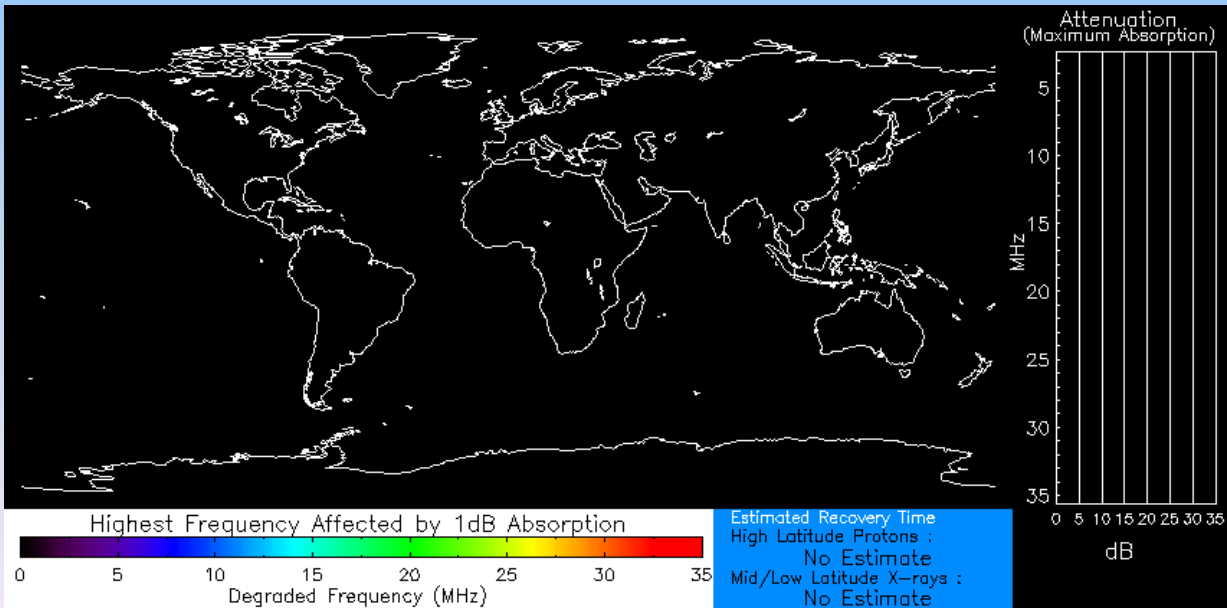 Attenuation
(Maximum Absorption)
5
10
15
20
25
30
35
MHz
0 5 10 15 20 25 30 35
dB
Highest Frequency Affected by 1dB Absorption
0 5 10 15 20 25 30 35
Degraded Frequency (MHz)
Estimated Recovery Time
High Latitude Protons :
No Estimate
Mid/Low Latitude X-rays :
No Estimate